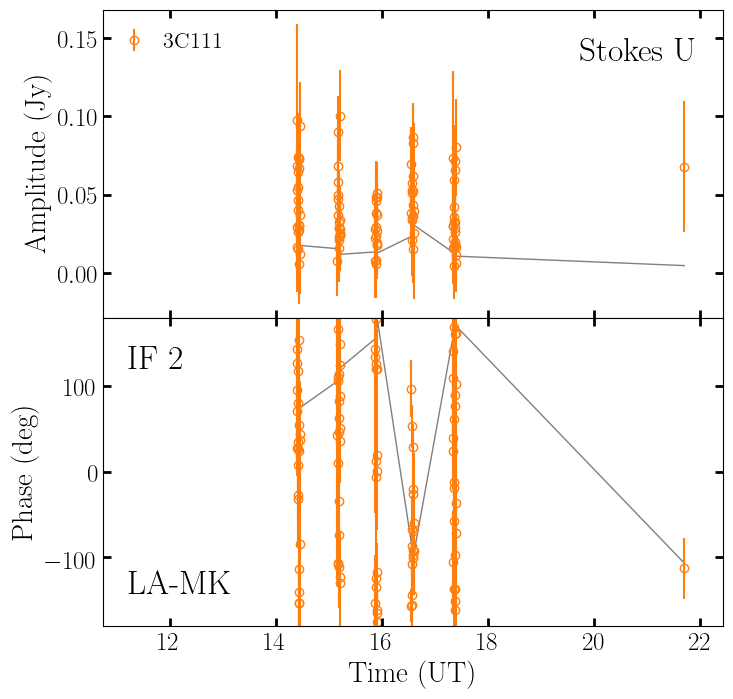 3C111
Stokes U
0.15
0.10
0.05
0.00
Amplitude (Jy)
IF 2
100
0
−100
Phase (deg)
LA-MK
12 14 16 18 20 22
Time (UT)